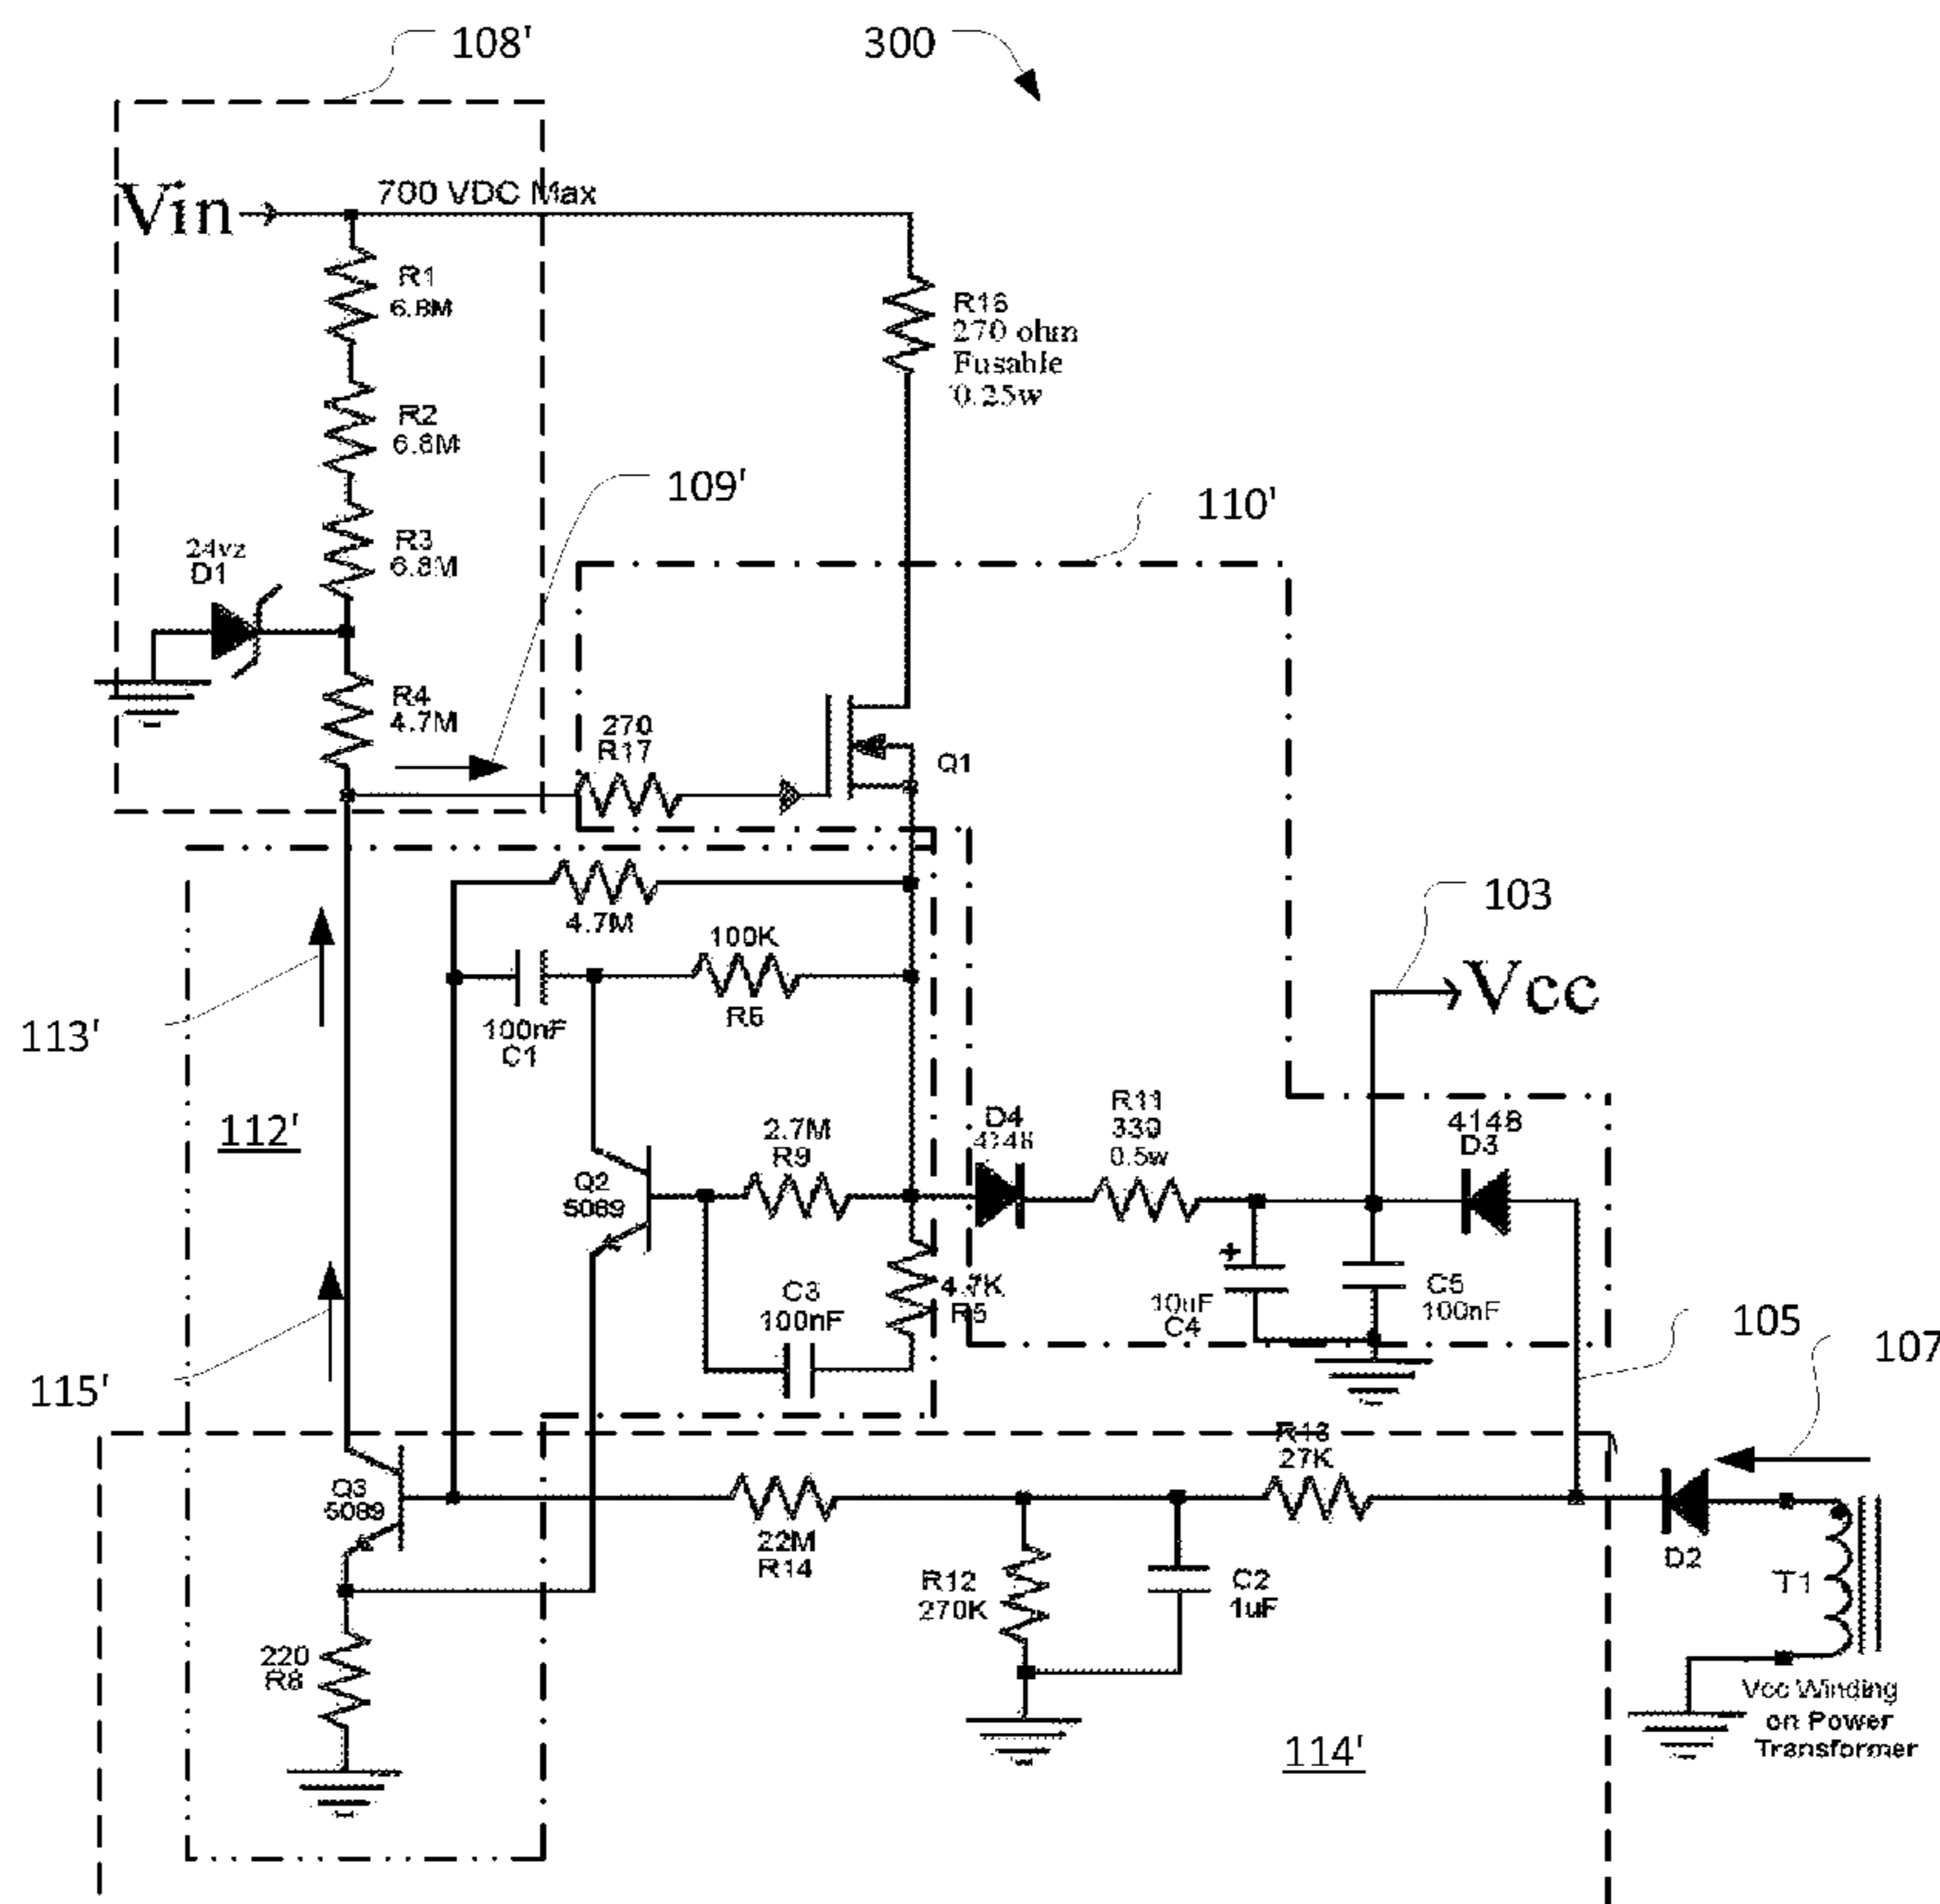 108'
300
Vin
700 VDC Max
R1
6.8M
R16
270 ohm
Fusable
0.25w
R2
6.8M
109'
110'
24vz
D1
R3
6.8M
R4
4.7M
270
R17
Q1
4.7M
103
100K
R6
Vcc
100nF
C1
113'
112'
2.7M
R9
D4
4148
R11
330
0.5w
4148
D3
Q2
5089
4.7K
R5
C3
100nF
10uF
C4
C5
100nF
105
107
115'
R13
27K
Q3
5089
22M
R14
D2
R12
270K
C2
1uF
T1
220
R8
Vcc Winding
on Power
Transformer
114'